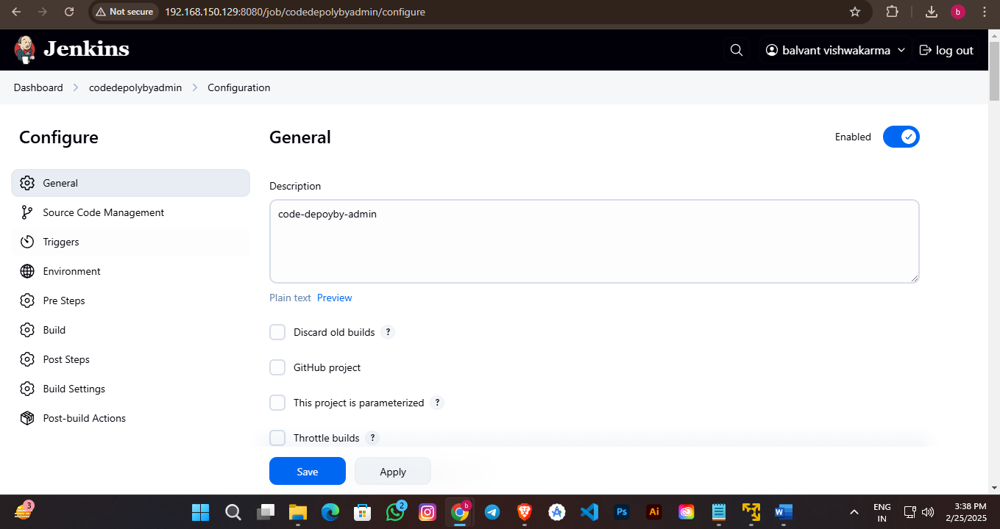 Not secure
192.168.150.129:8080/job/codedepolybyadmin/configure
b
Jenkins
balvant vishwakarma
log out
Dashboard
codedepolybyadmin
Configuration
Configure
General
Enabled
General
Source Code Management
Triggers
Environment
Pre Steps
Build
Post Steps
Build Settings
Post-build Actions
Description
code-depoyby-admin
Plain text Preview
Discard old builds ?
GitHub project
This project is parameterized ?
Throttle builds ?
Save
Apply
3
2
b
Ps
Ai
W
ENG
IN
3:38 PM
2/25/2025